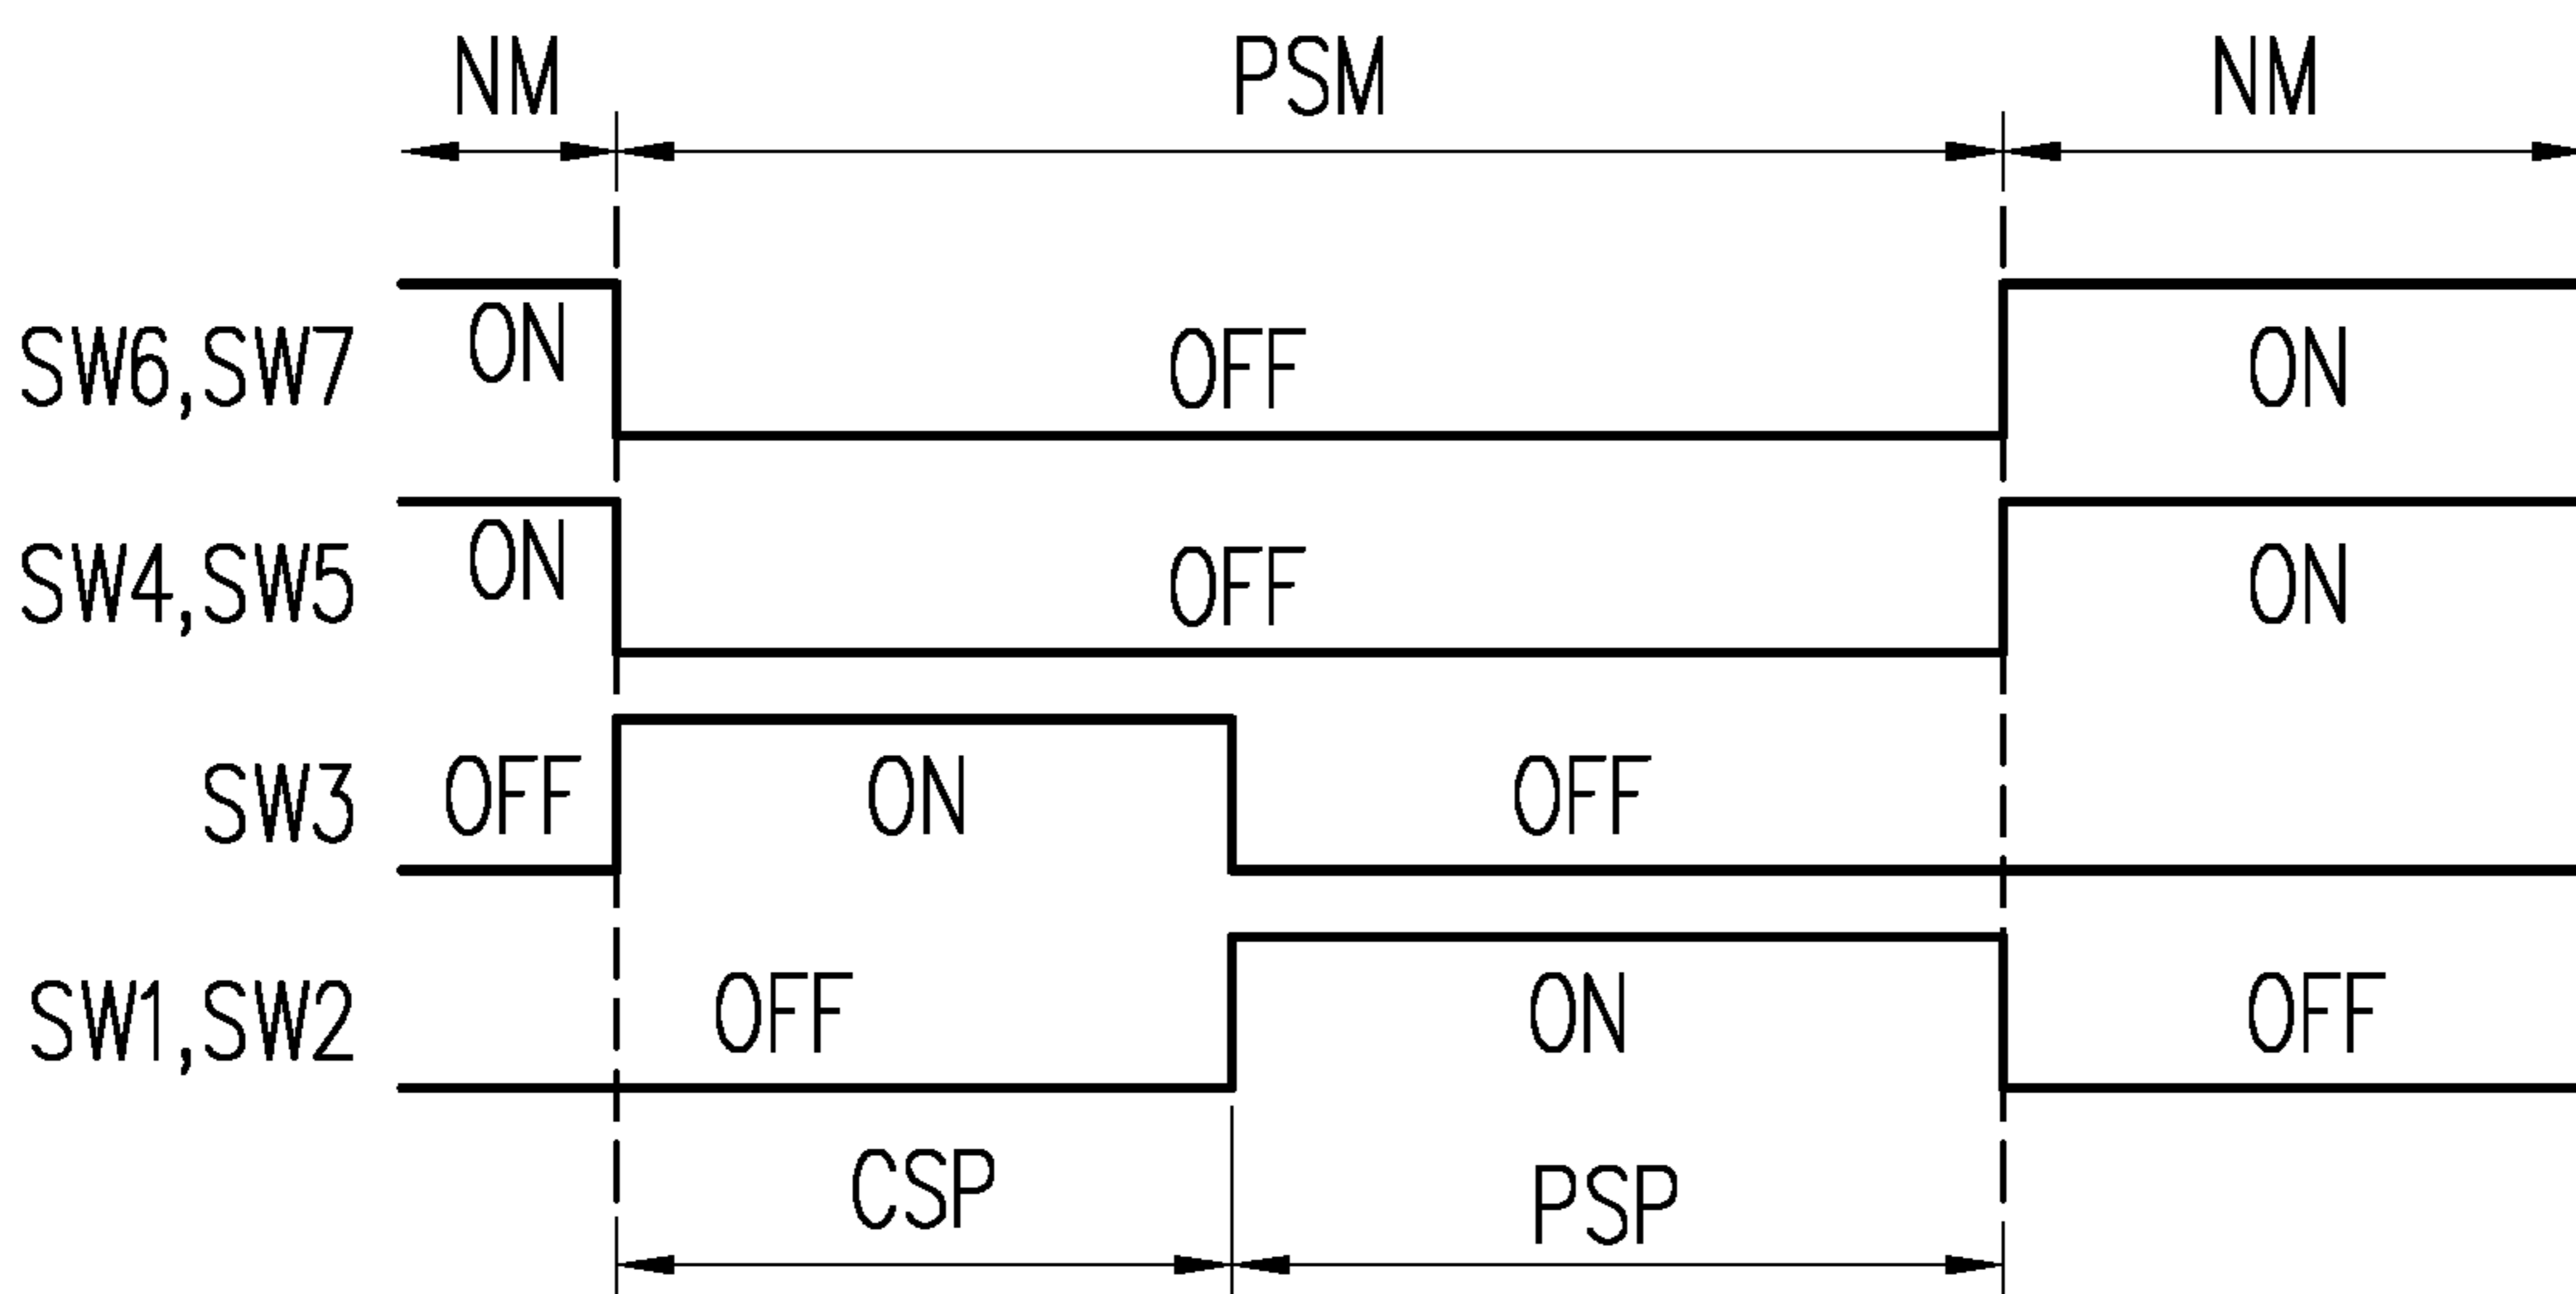 NM PSM NM
SW6,SW7 ON OFF ON
SW4,SW5 ON OFF ON
SW3 OFF ON OFF
SW1,SW2 OFF ON OFF
CSP PSP